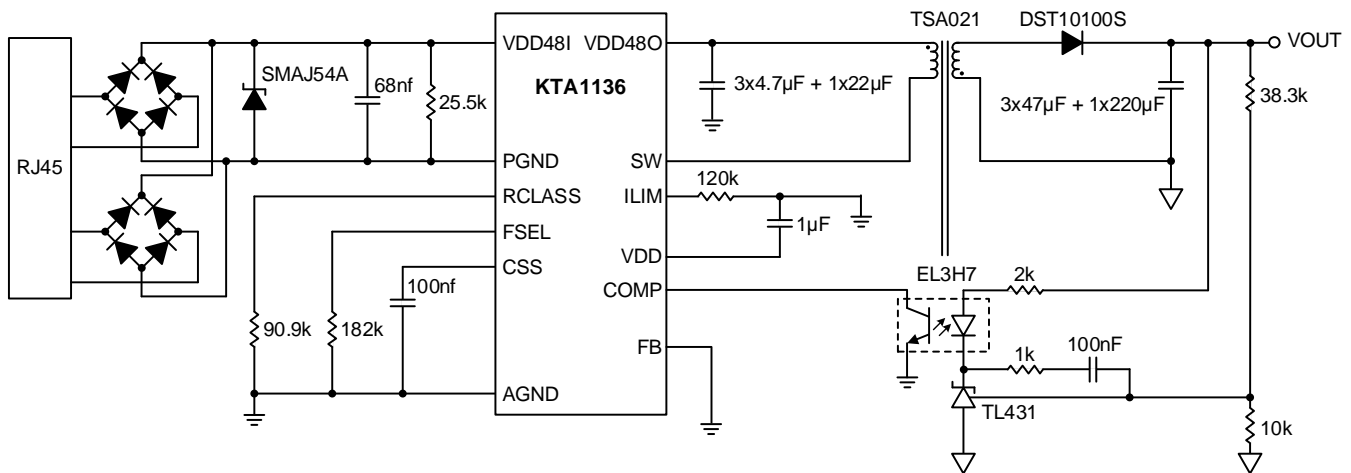 TSA021
DST10100S
VDD48I
VDD48O
VOUT
SMAJ54A
68nf
25.5k
KTA1136
3x4.7µF + 1x22µF
3x47µF + 1x220µF
38.3k
RJ45
PGND
SW
RCLASS
ILIM
120k
FSEL
1µF
CSS
VDD
100nf
COMP
EL3H7
2k
90.9k
182k
FB
1k
100nF
AGND
TL431
10k